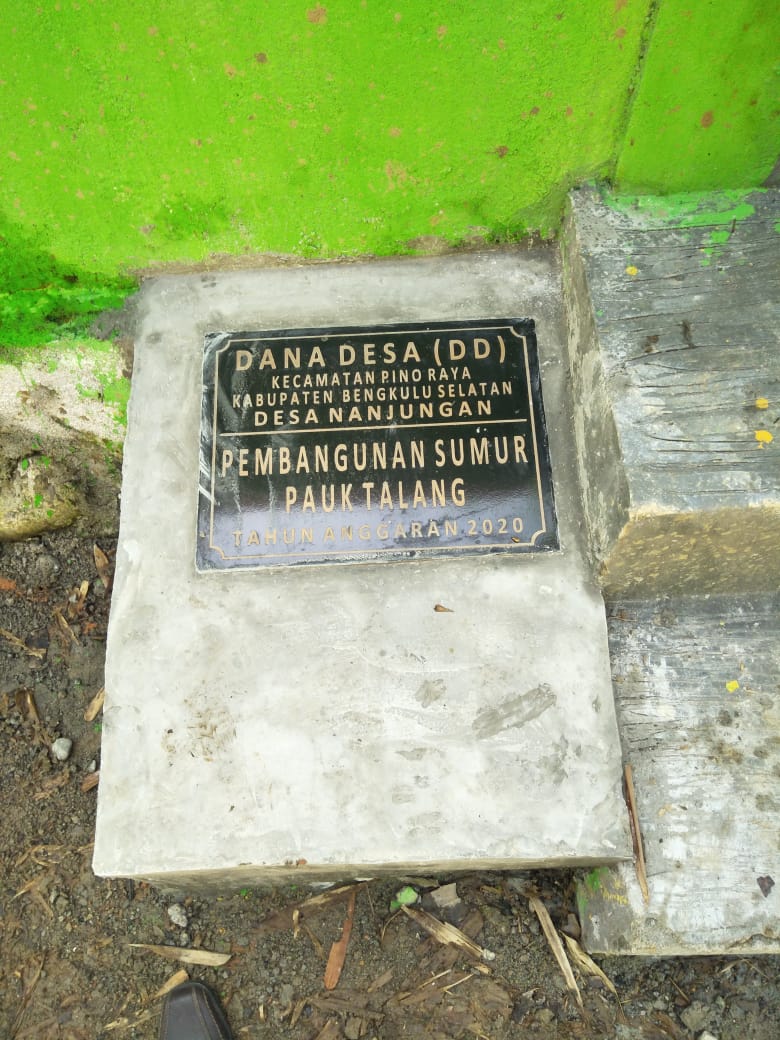 DANA DESA (DD)
KECAMATAN PINO RAYA
KABUPATEN BENGKULU SELATAN
DESA NANJUNGAN
PEMBANGUNAN SUMUR
PAUK TALANG
TAHUN ANGGARAN 2020